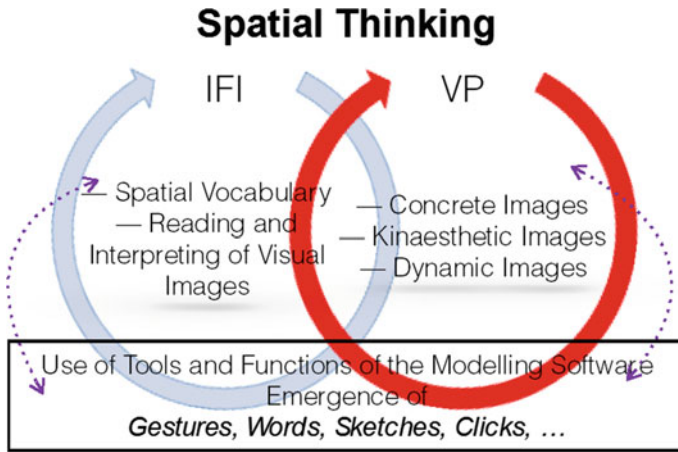 Spatial Thinking
IFI
VP
— Spatial Vocabulary
— Reading and
Interpreting of Visual
Images
— Concrete Images
— Kinaesthetic Images
— Dynamic Images
Use of Tools and Functions of the Modelling Software
Emergence of
Gestures, Words, Sketches, Clicks, ...